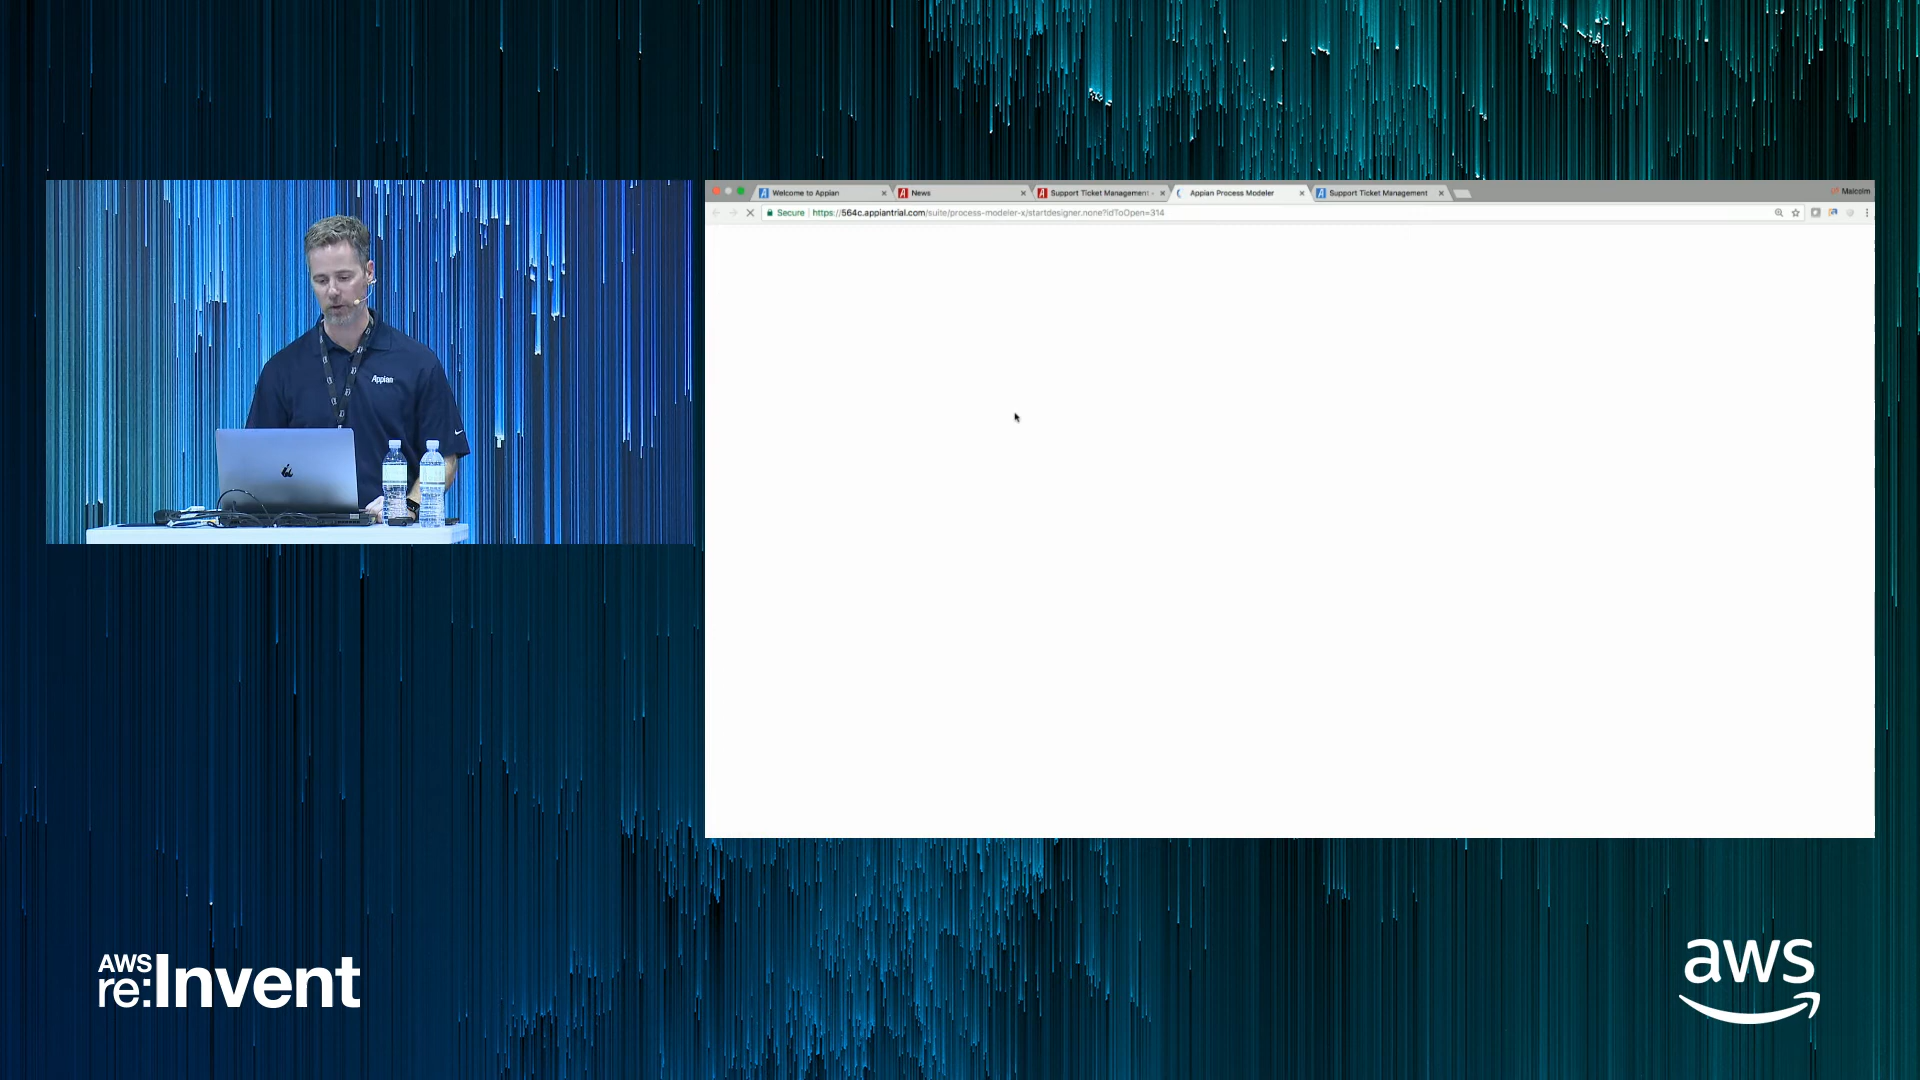 Welcome to Appian
News
Support Ticket Management -
Appian Process Modeler
Support Ticket Management
Malcolm
Secure
https://564c.appiantrial.com/suite/process-modeler-x/startdesigner.none?idToOpen=314
Appian
AWS
re:Invent
aws